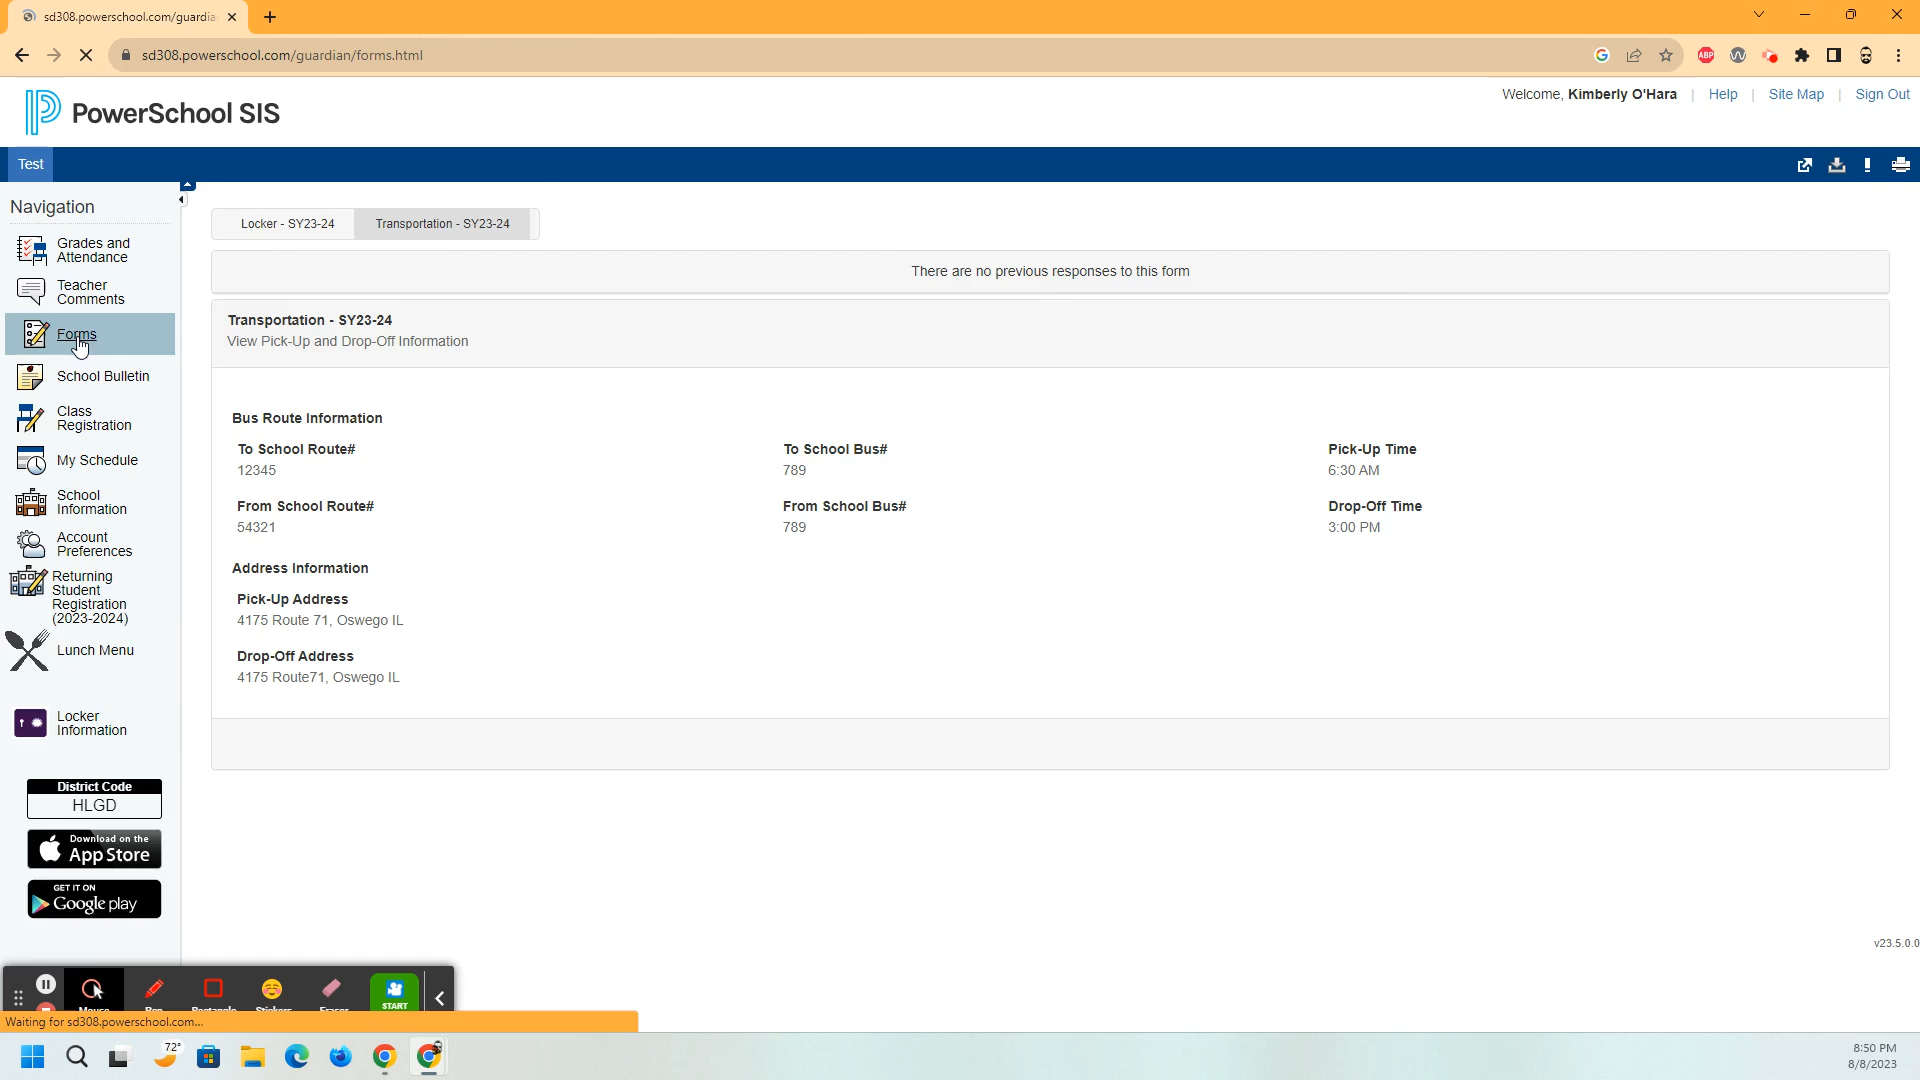 sd308.powerschool.com/guardia
sd308.powerschool.com/guardian/forms.html
ABP
PowerSchool SIS
Welcome, Kimberly O'Hara
Help
Site Map
Sign Out
Test
Navigation
Grades and
Attendance
Teacher
Comments
Forms
School Bulletin
Class
Registration
My Schedule
School
Information
Account
Preferences
Returning
Student
Registration
(2023-2024)
Lunch Menu
Locker
Information
District Code
HLGD
Download on the
App Store
GET IT ON
Google play
Locker - SY23-24
Transportation - SY23-24
There are no previous responses to this form
Transportation - SY23-24
View Pick-Up and Drop-Off Information
Bus Route Information
To School Route#
To School Bus#
Pick-Up Time
12345
789
6:30 AM
From School Route#
From School Bus#
Drop-Off Time
54321
789
3:00 PM
Address Information
Pick-Up Address
4175 Route 71, Oswego IL
Drop-Off Address
4175 Route71, Oswego IL
v23.5.0.0
Mouse
Pen
Rectangle
Stickers
Eraser
START
Waiting for sd308.powerschool.com...
72°
8:50 PM
8/8/2023